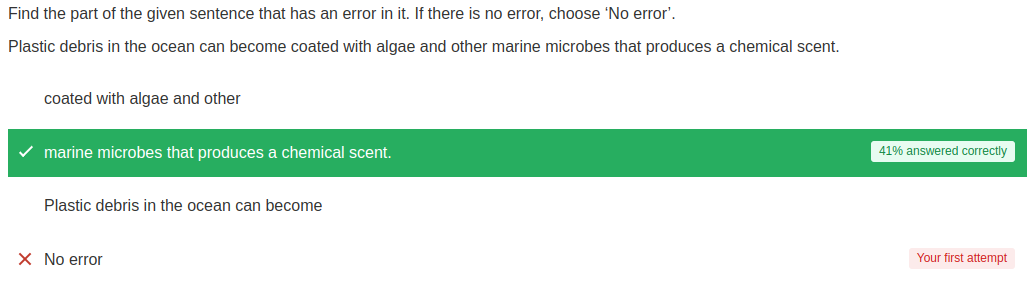 Find the part of the given sentence that has an error in it. If there is no error, choose ‘No error’.
Plastic debris in the ocean can become coated with algae and other marine microbes that produces a chemical scent.
coated with algae and other
marine microbes that produces a chemical scent.
41% answered correctly
Plastic debris in the ocean can become
No error
Your first attempt